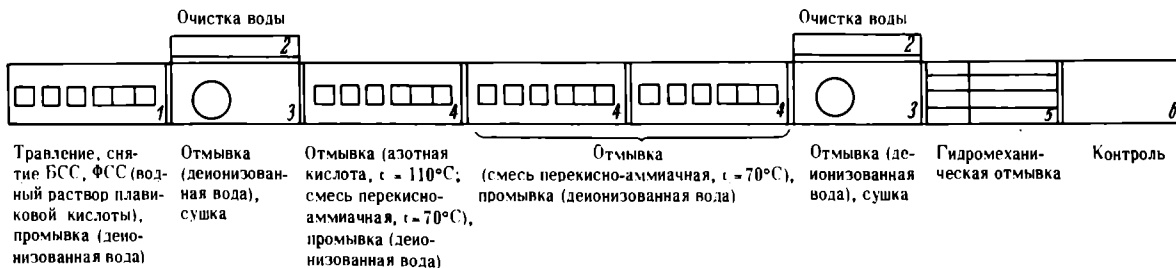 Очистка воды
Очистка воды
2
2
1
3
4
4
4
3
5
6
Травление, сня-
тие БСС, ФСС (вод-
ный раствор плави-
ковой кислоты),
промывка (деио-
низованная вода)
Отмывка
(деионизован-
ная вода),
сушка
Отмывка (азотная
кислота, t = 110°С;
смесь перекисно-
аммиачная, t = 70°С),
промывка (деио-
низованная вода)
Отмывка
(смесь перекисно-аммиачная, t = 70°С),
промывка (деионизованная вода)
Отмывка (де-
ионизованная
вода), сушка
Гидромехани-
ческая отмывка
Контроль